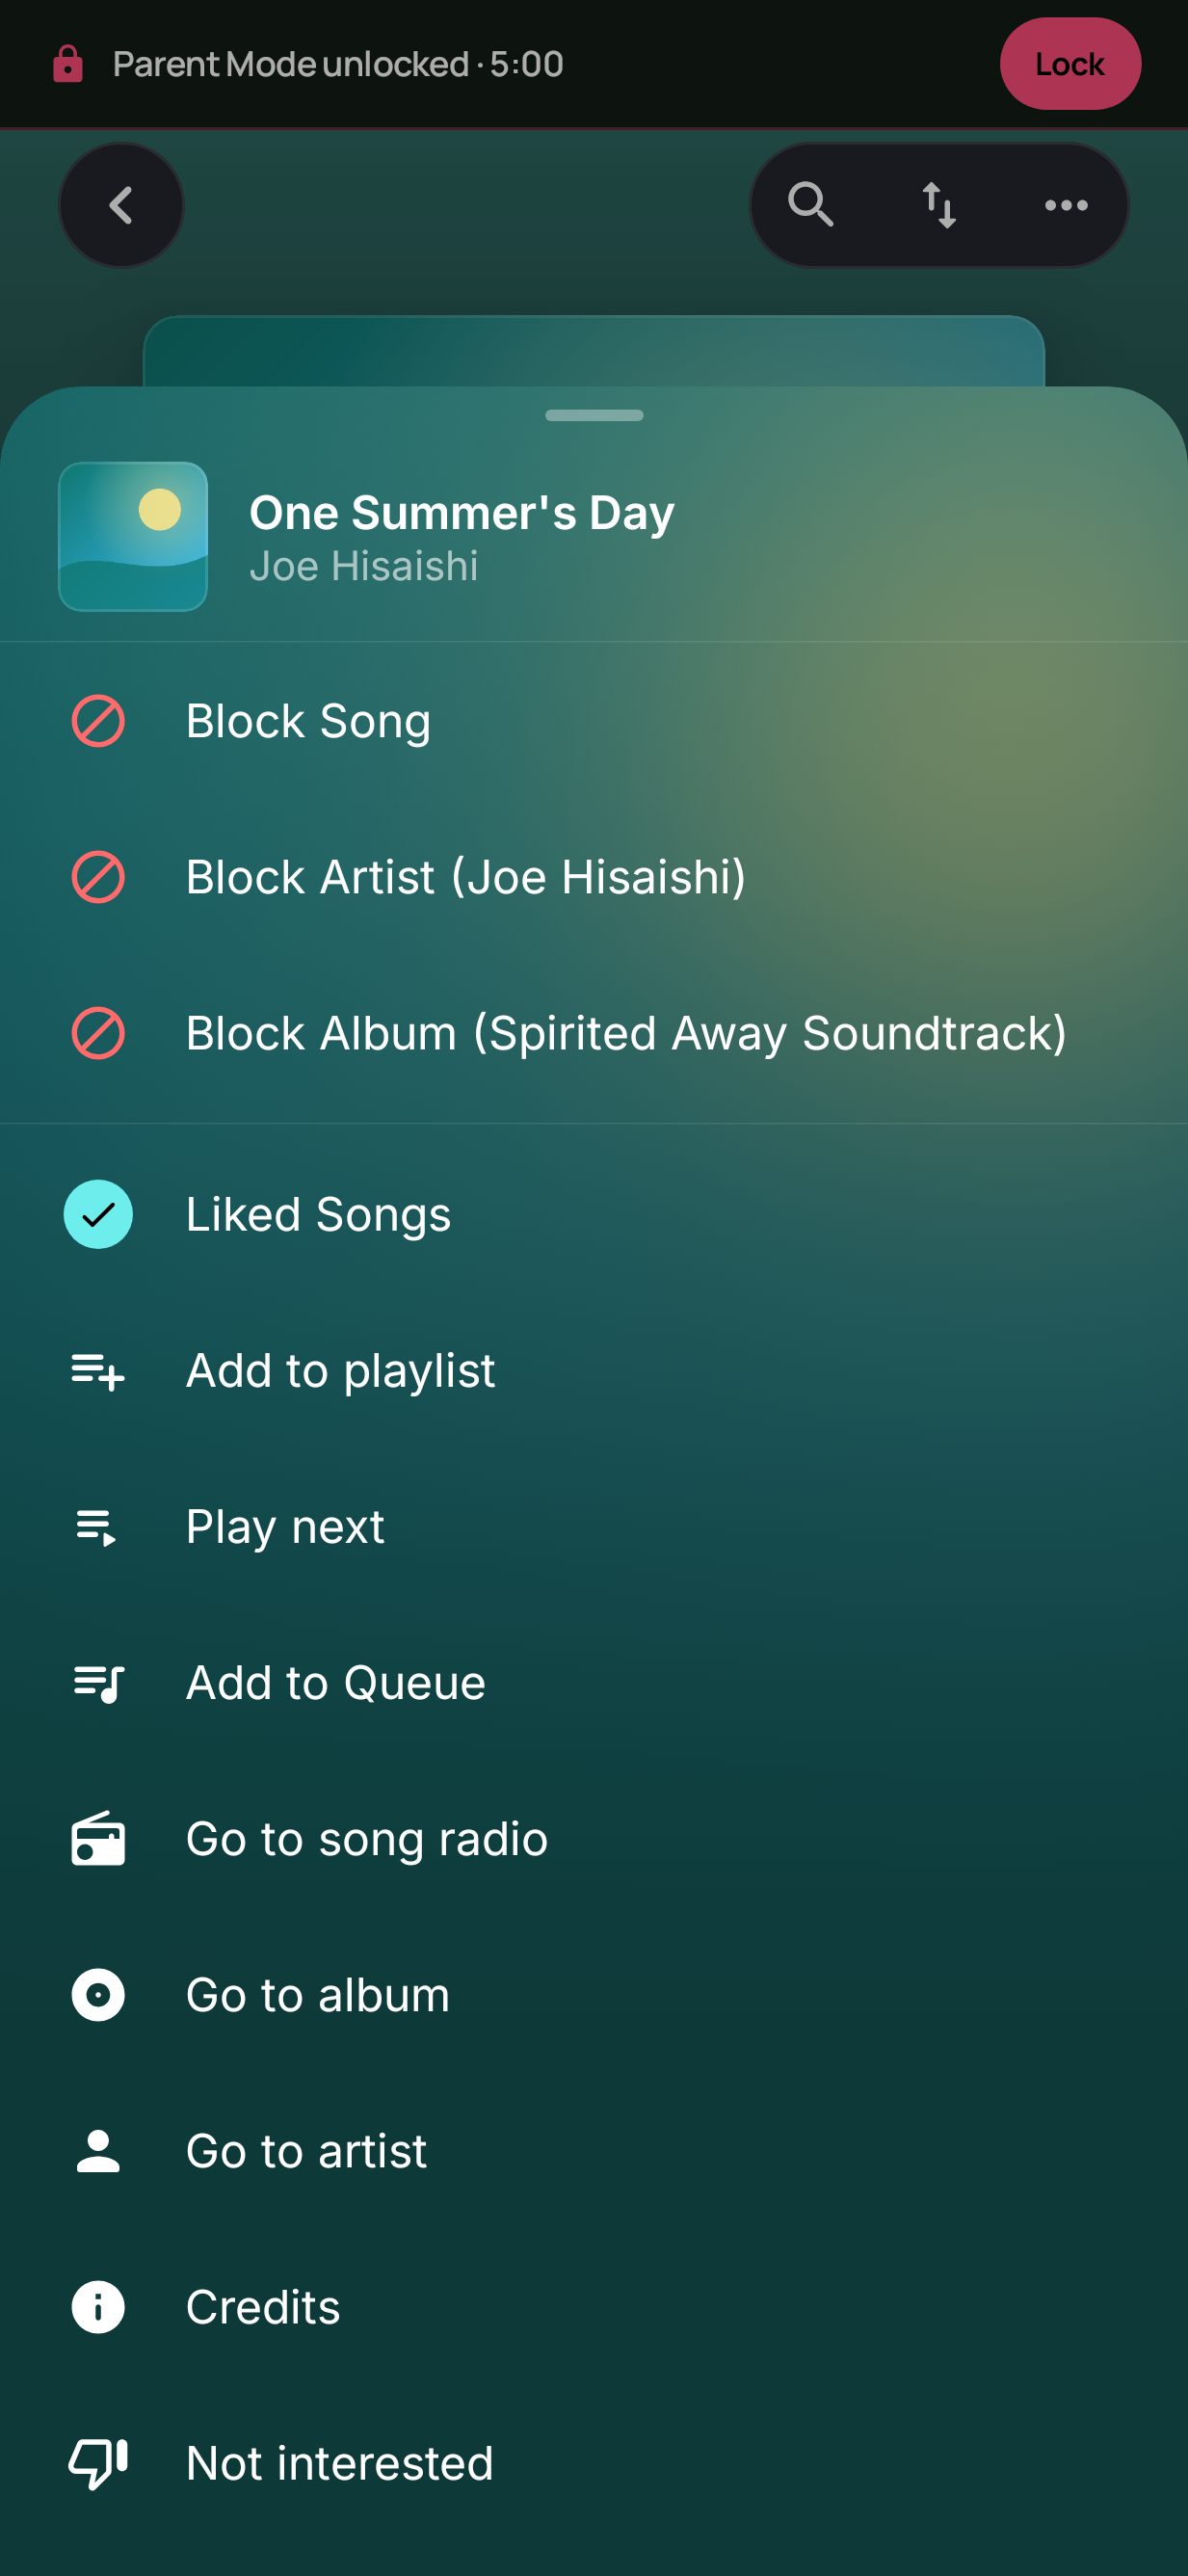 Parent Mode unlocked · 5:00
Lock
One Summer's Day
Joe Hisaishi
Block Song
Block Artist (Joe Hisaishi)
Block Album (Spirited Away Soundtrack)
Liked Songs
Add to playlist
Play next
Add to Queue
Go to song radio
Go to album
Go to artist
Credits
Not interested